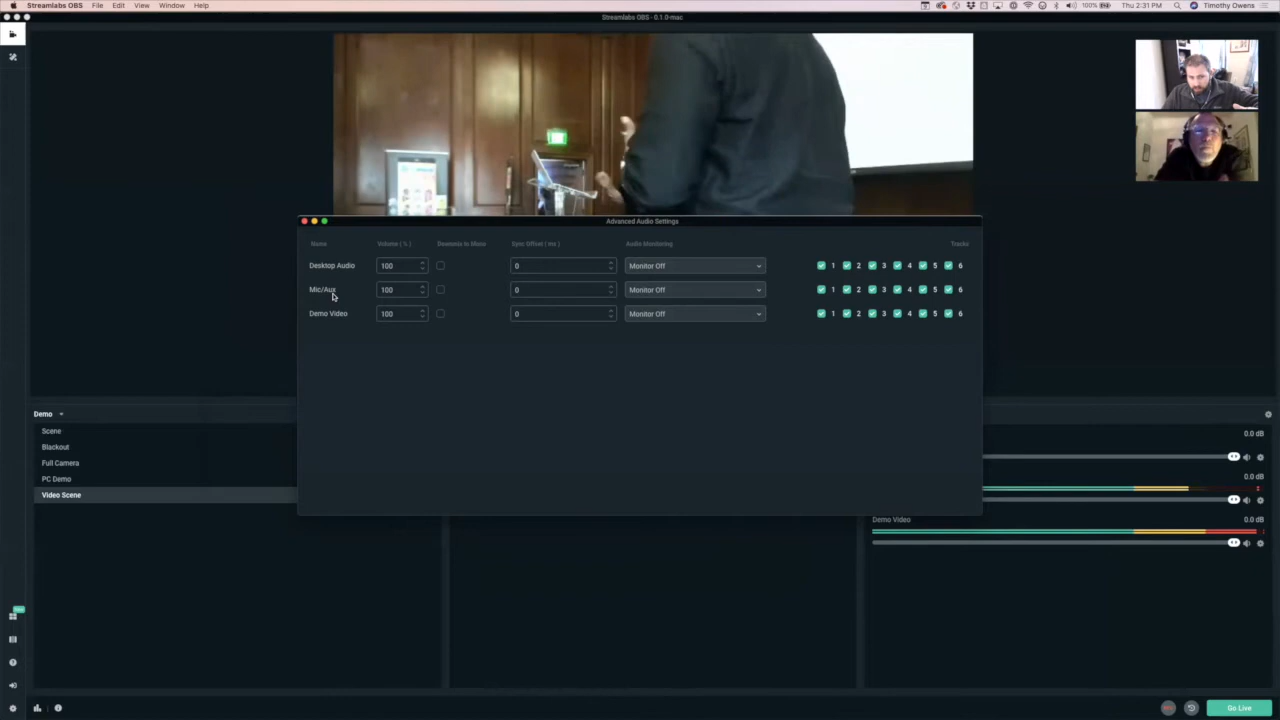 Streamlabs OBS File Edit View Window Help
100% Thu 2:31 PM Timothy Owens
Streamlabs OBS - 0.1.0-mac
Advanced Audio Settings
Name Volume ( % ) Downmix to Mono Sync Offset ( ms ) Audio Monitoring Tracks
Desktop Audio 100 0 Monitor Off 1 2 3 4 5 6
Mic/Aux 100 0 Monitor Off 1 2 3 4 5 6
Demo Video 100 0 Monitor Off 1 2 3 4 5 6
Demo
Scene
Blackout
Full Camera
PC Demo
Video Scene
0.0 dB
0.0 dB
Demo Video 0.0 dB
REC
Go Live